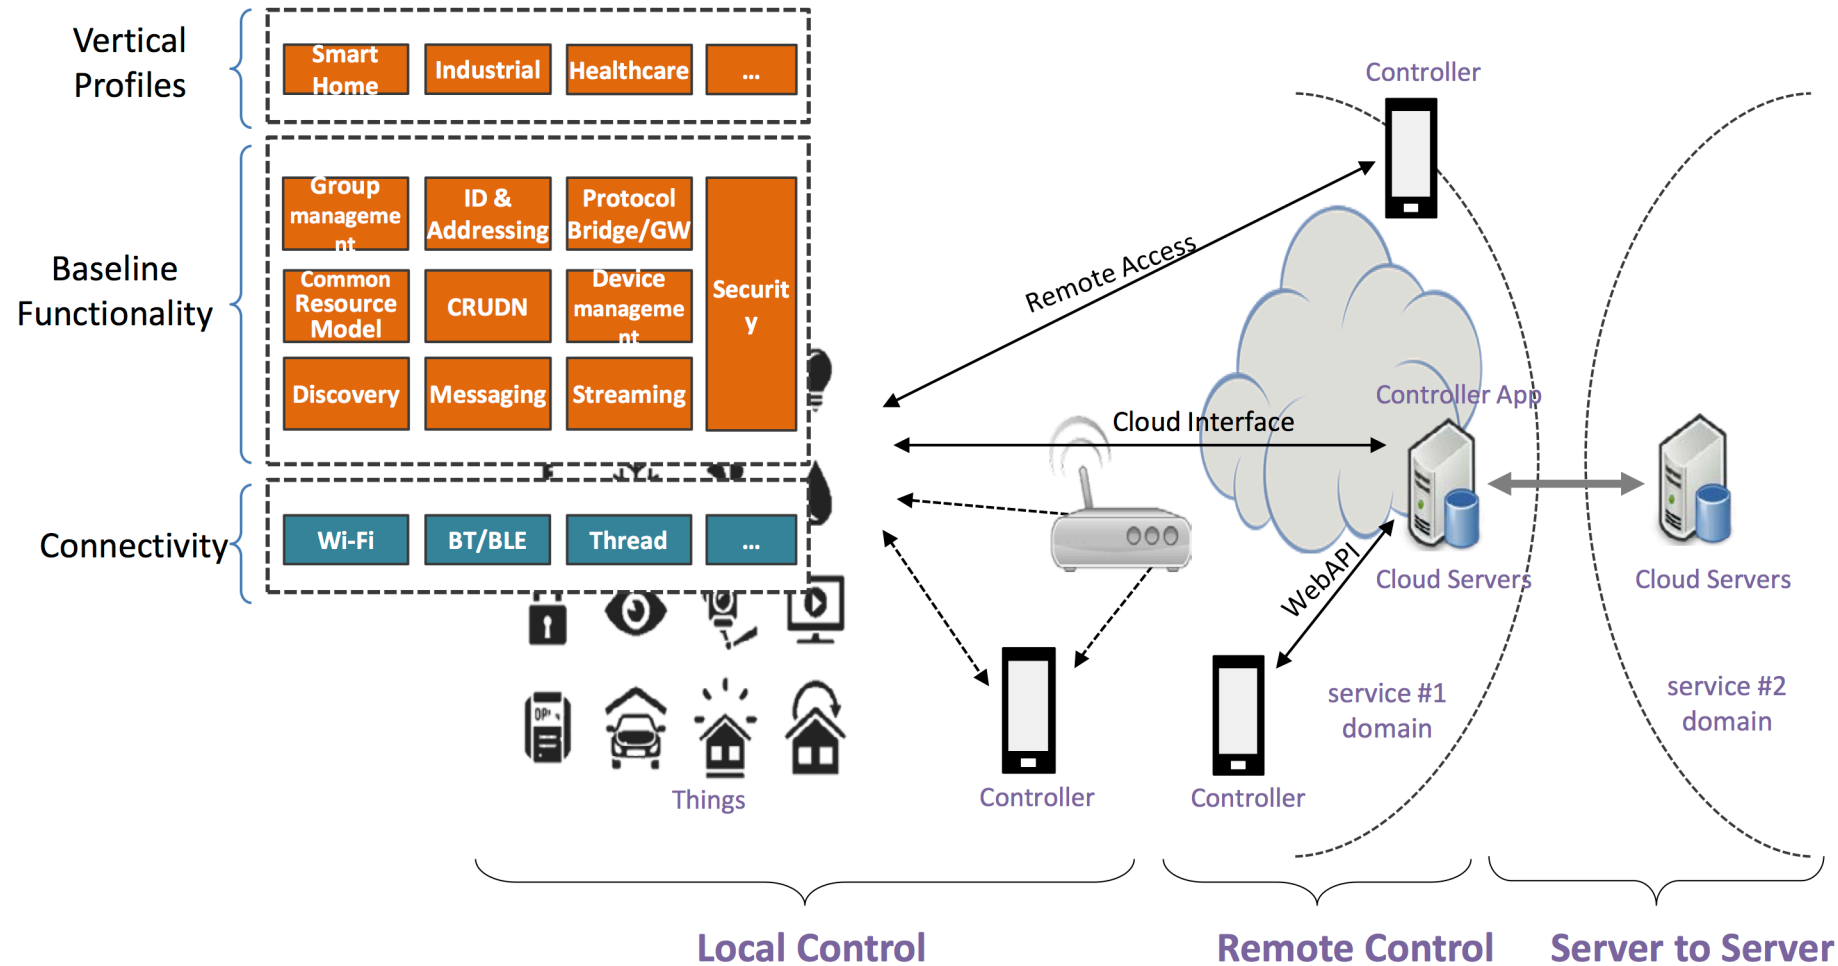 Vertical
Profiles
Smart
Home
Industrial
Healthcare
...
Baseline
Functionality
Group
manageme
nt
ID &
Addressing
Protocol
Bridge/GW
Common
Resource
Model
CRUDN
Device
manageme
nt
Securit
y
Discovery
Messaging
Streaming
Connectivity
Wi-Fi
BT/BLE
Thread
...
Things
Controller
Remote Access
Cloud Interface
Controller App
Cloud Servers
Cloud Servers
WebAPI
Controller
Controller
service #1
domain
service #2
domain
Local Control
Remote Control
Server to Server